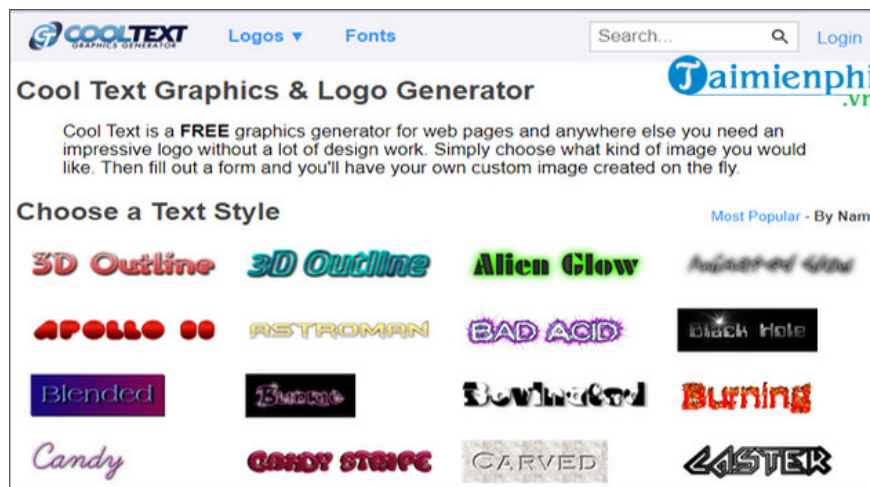 COOLTEXT
GRAPHICS GENERATOR
Logos ▼ Fonts
Search...
Login
Taimienphi
.vn
Cool Text Graphics & Logo Generator
Cool Text is a FREE graphics generator for web pages and anywhere else you need an
impressive logo without a lot of design work. Simply choose what kind of image you would
like. Then fill out a form and you'll have your own custom image created on the fly.
Choose a Text Style
Most Popular - By Nam
3D Outline 3D Outline Alien Glow Animated Glow
APOLLO 11 ASTROMAN BAD ACID Black Hole
Blended Bovinated Burning
Candy CANDY STRIPE CARVED CASTER